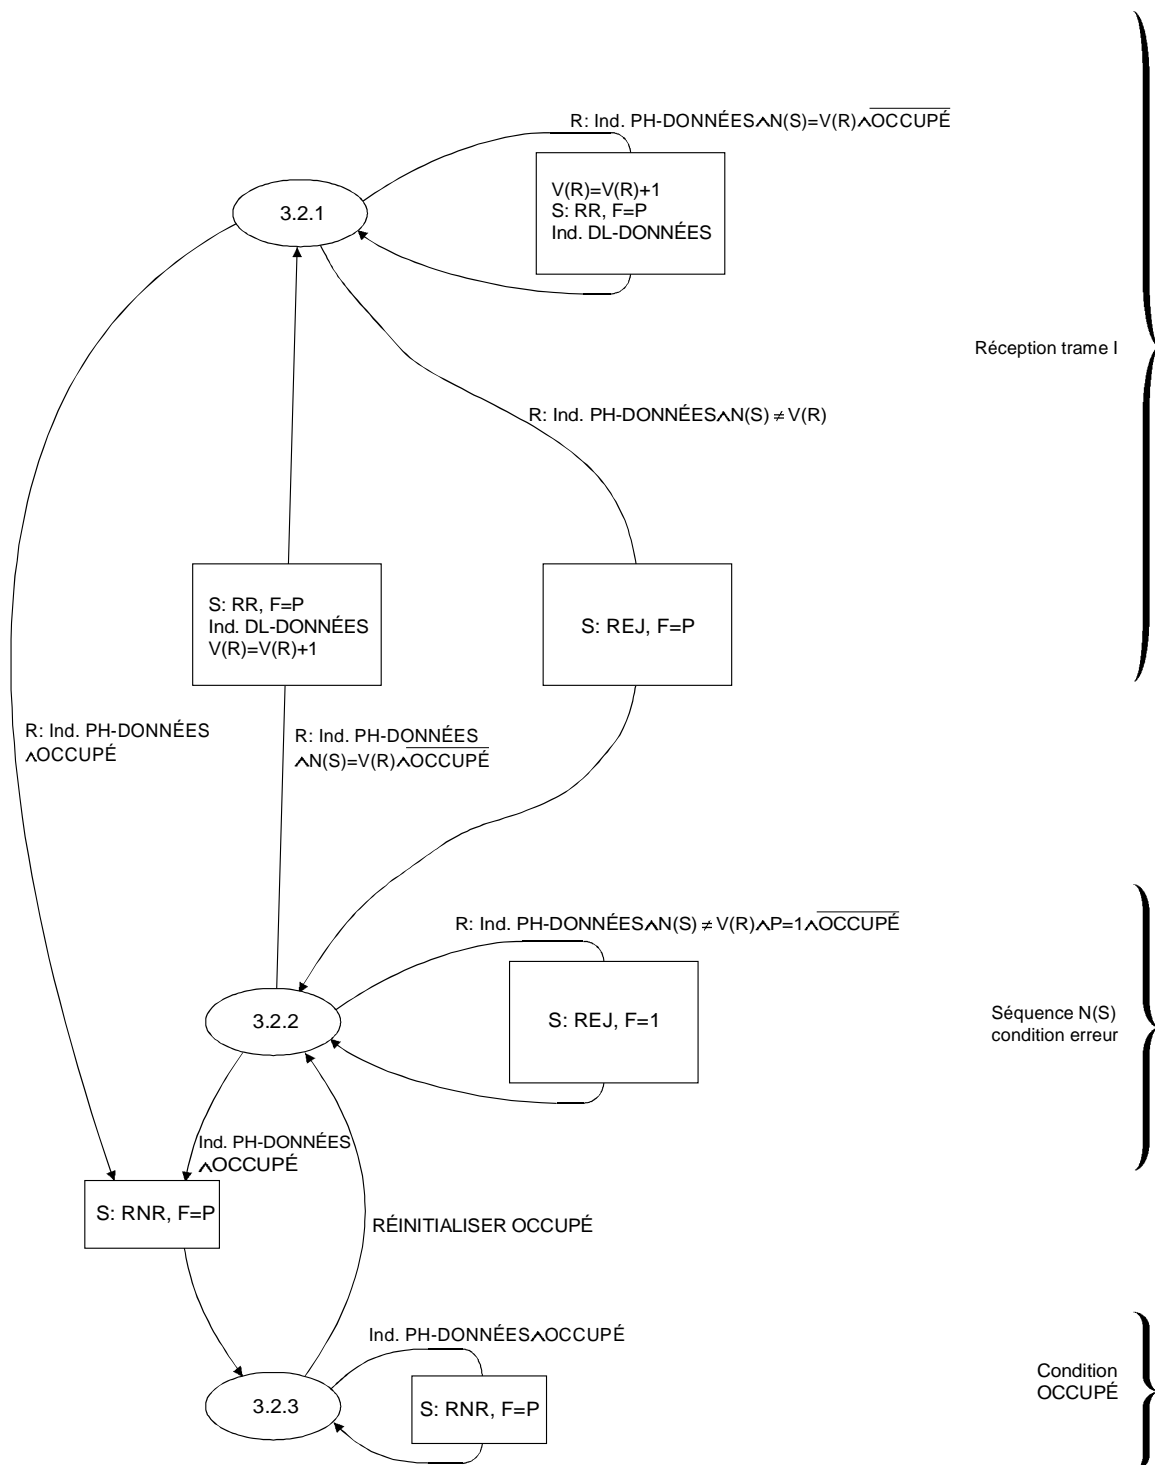 R: Ind. PH-DONNÉES∧N(S)=V(R)∧O̅C̅C̅U̅P̅É̅
3.2.1
V(R)=V(R)+1
S: RR, F=P
Ind. DL-DONNÉES
Réception trame I
R: Ind. PH-DONNÉES∧N(S) ≠ V(R)
S: RR, F=P
Ind. DL-DONNÉES
V(R)=V(R)+1
S: REJ, F=P
R: Ind. PH-DONNÉES
∧OCCUPÉ
R: Ind. PH-DONNÉES
∧N(S)=V(R)∧O̅C̅C̅U̅P̅É̅
R: Ind. PH-DONNÉES∧N(S) ≠ V(R)∧P=1∧O̅C̅C̅U̅P̅É̅
3.2.2
S: REJ, F=1
Séquence N(S)
condition erreur
Ind. PH-DONNÉES
∧OCCUPÉ
S: RNR, F=P
RÉINITIALISER OCCUPÉ
Ind. PH-DONNÉES∧OCCUPÉ
3.2.3
S: RNR, F=P
Condition
OCCUPÉ